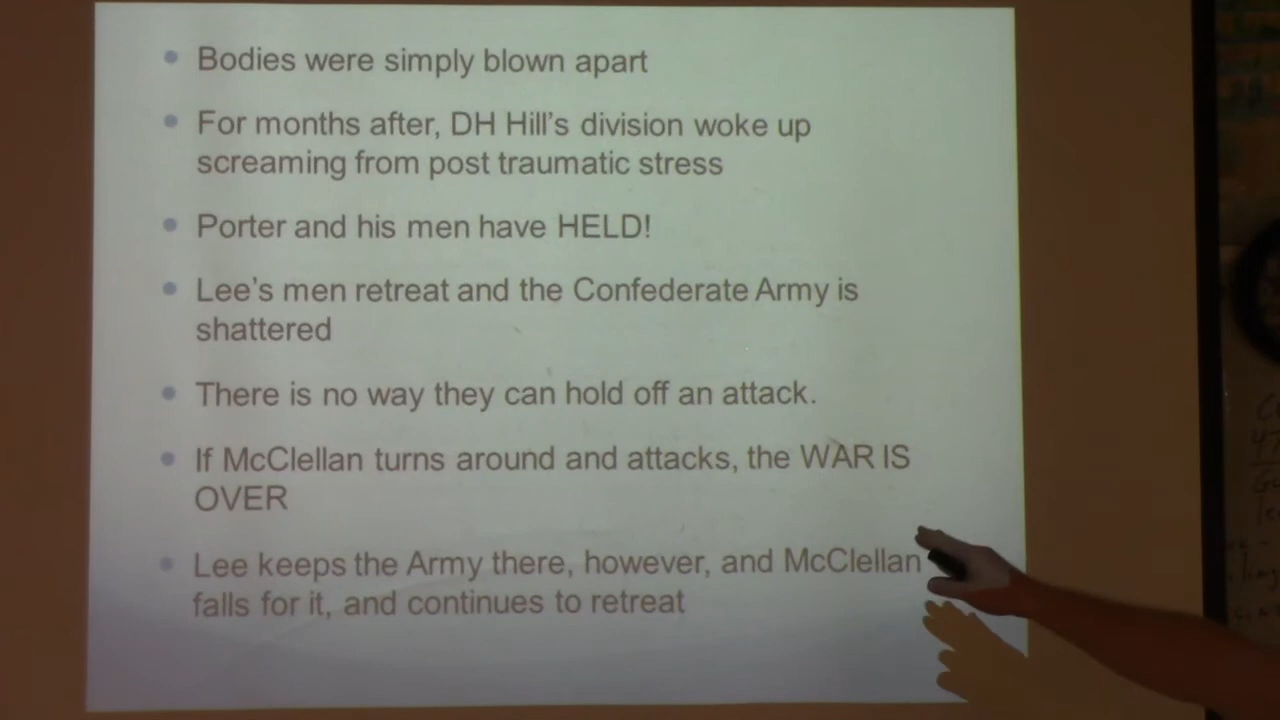 Bodies were simply blown apart
For months after, DH Hill's division woke up
screaming from post traumatic stress
Porter and his men have HELD!
Lee's men retreat and the Confederate Army is
shattered
There is no way they can hold off an attack.
If McClellan turns around and attacks, the WAR IS
OVER
Lee keeps the Army there, however, and McClellan
falls for it, and continues to retreat